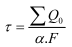 τ = ∑Q₀ / α.F